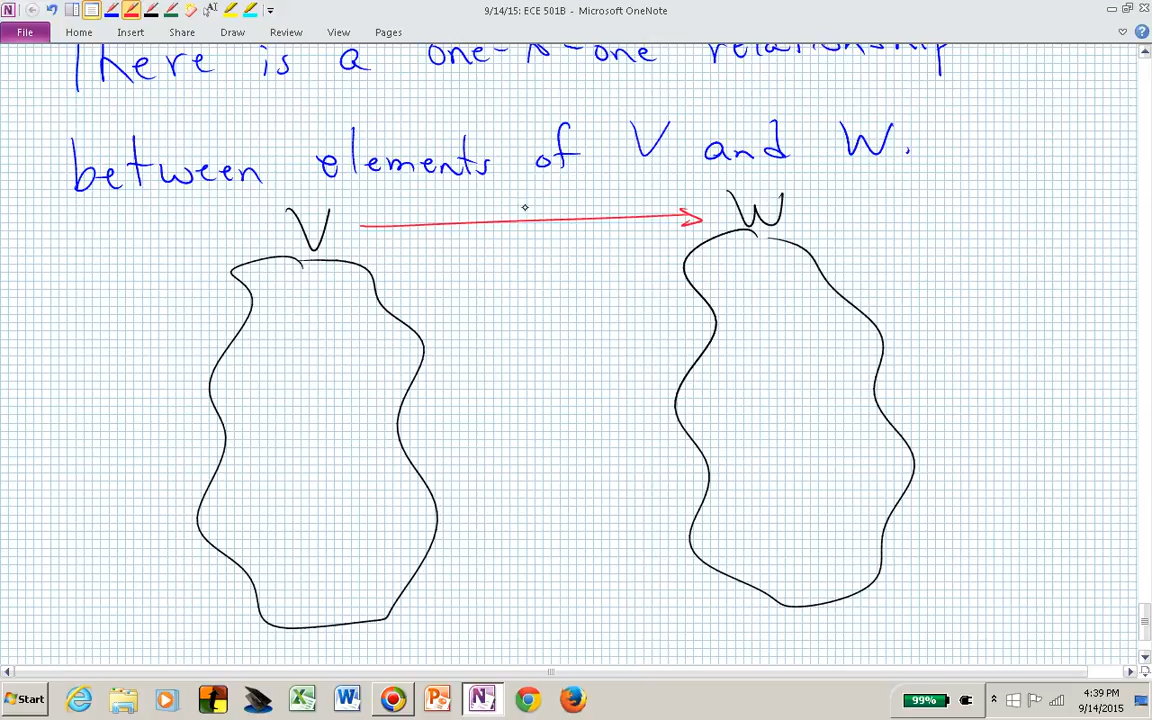 9/14/15: ECE 501B - Microsoft OneNote
File Home Insert Share Draw Review View Pages
There is a one-to-one relationship
between elements of V and W.
V W
99%
4:39 PM
Start
9/14/2015